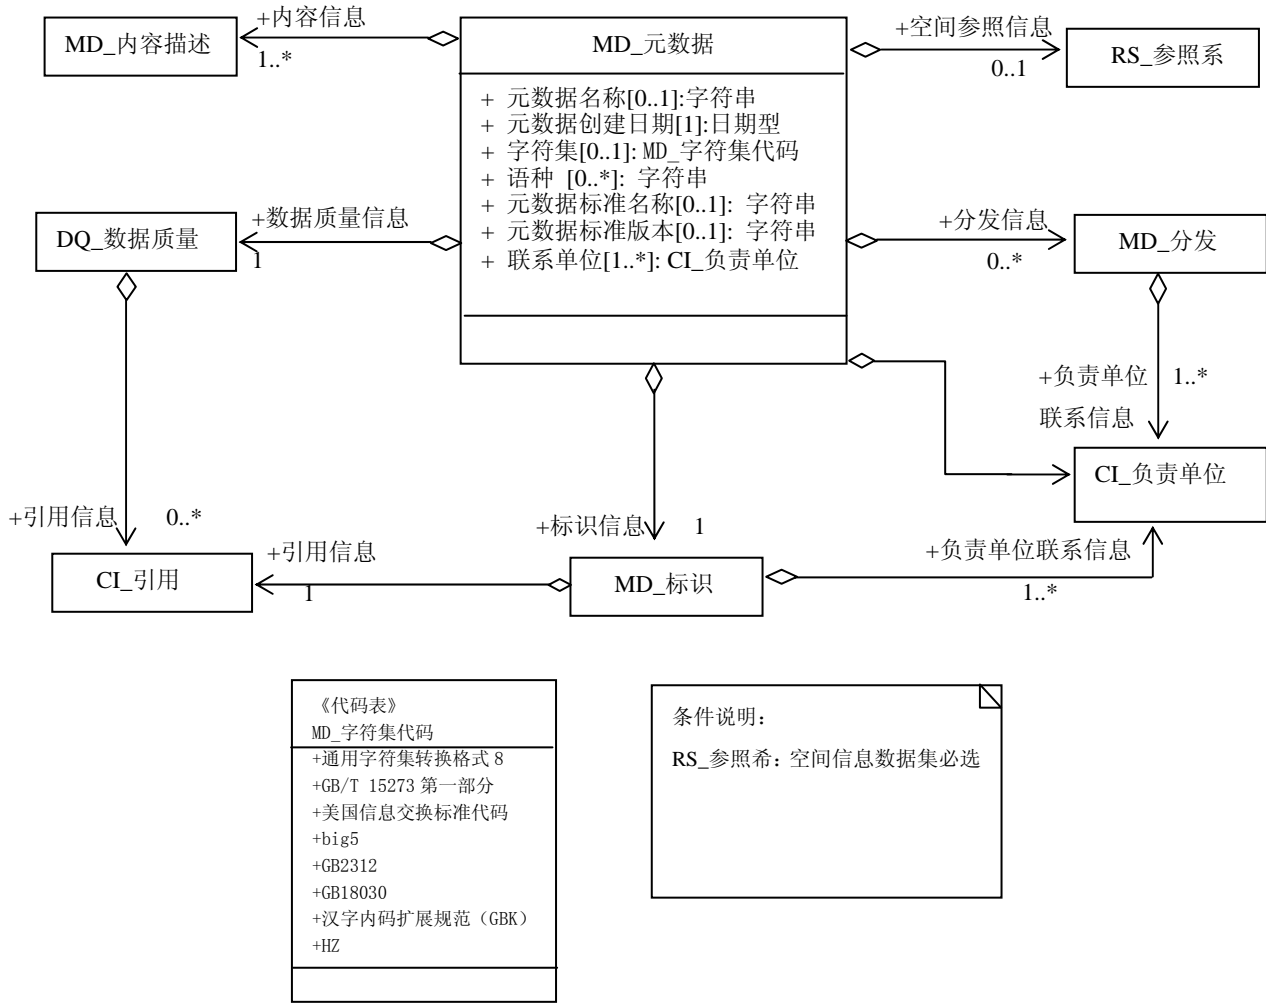 +内容信息
MD_内容描述
1..*
MD_元数据
+空间参照信息
0..1
RS_参照系
+ 元数据名称[0..1]:字符串
+ 元数据创建日期[1]:日期型
+ 字符集[0..1]: MD_字符集代码
+ 语种 [0..*]: 字符串
+ 元数据标准名称[0..1]: 字符串
+ 元数据标准版本[0..1]: 字符串
+ 联系单位[1..*]: CI_负责单位
+数据质量信息
DQ_数据质量
1
+分发信息
0..*
MD_分发
+负责单位
联系信息
1..*
CI_负责单位
+引用信息
0..*
+标识信息
1
+负责单位联系信息
1..*
CI_引用
+引用信息
1
MD_标识
《代码表》
MD_字符集代码
+通用字符集转换格式 8
+GB/T 15273 第一部分
+美国信息交换标准代码
+big5
+GB2312
+GB18030
+汉字内码扩展规范（GBK）
+HZ
条件说明：
RS_参照希：空间信息数据集必选